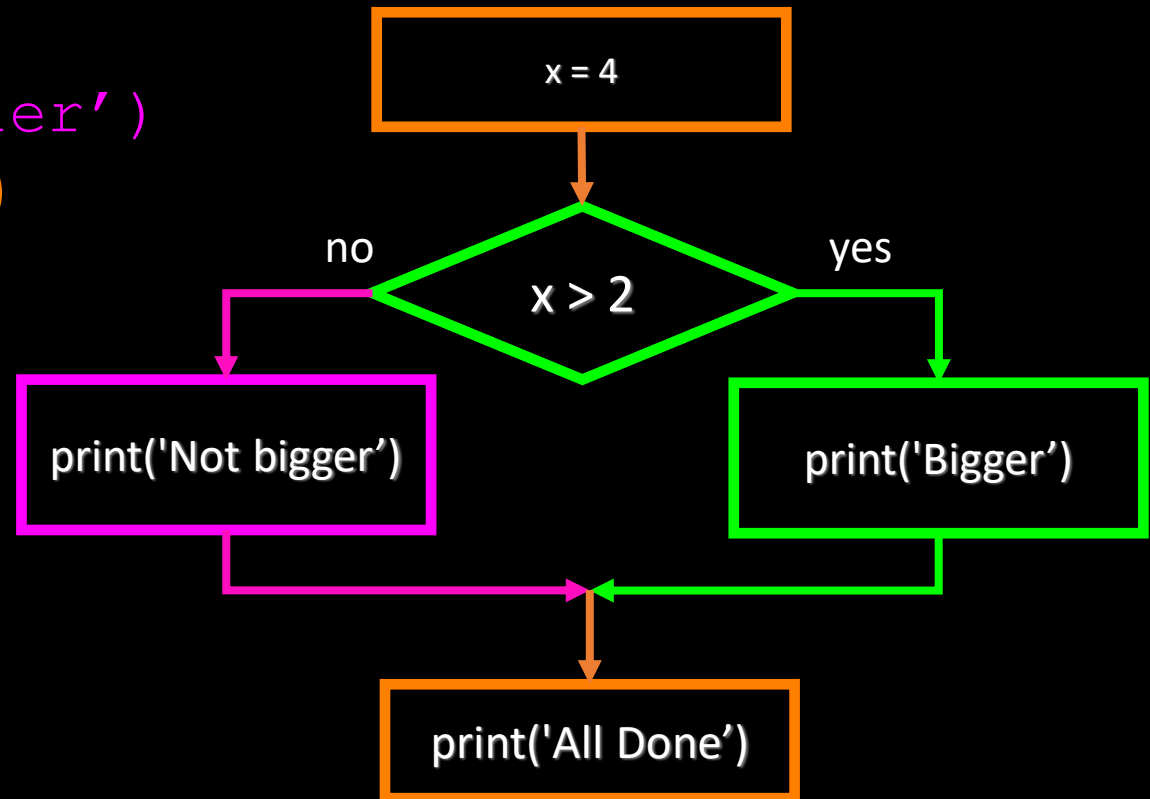 er')
)
x = 4
no
yes
x > 2
print('Not bigger’)
print('Bigger’)
print('All Done’)